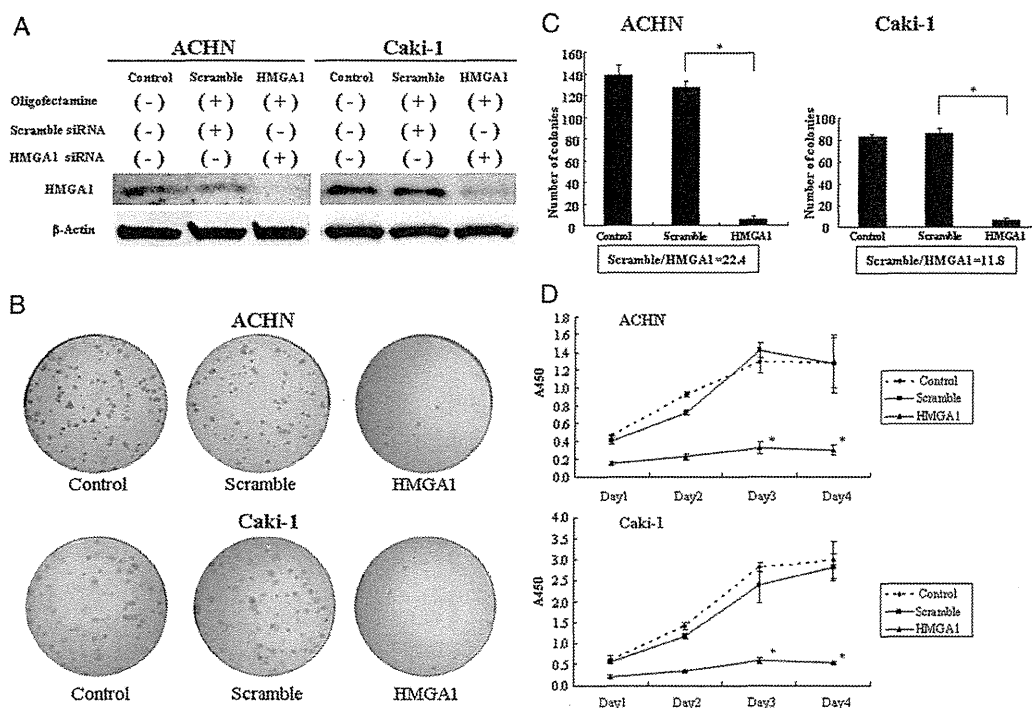 A
ACHN Caki-1
Control Scramble HMGA1 Control Scramble HMGA1
Oligofectamine (-) (+) (+) (-) (+) (+)
Scramble siRNA (-) (+) (-) (-) (+) (-)
HMGA1 siRNA (-) (-) (+) (-) (-) (+)
HMGA1
β-Actin
B
ACHN
Control Scramble HMGA1
Caki-1
Control Scramble HMGA1
C
ACHN
Number of colonies
160
140
120
100
80
60
40
20
0
*
Control Scramble HMGA1
Scramble/HMGA1=22.4
Caki-1
Number of colonies
120
100
80
60
40
20
0
*
Control Scramble HMGA1
Scramble/HMGA1=11.8
D
ACHN
A450
1.8
1.6
1.4
1.2
1.0
0.8
0.6
0.4
0.2
0.0
* *
Day1 Day2 Day3 Day4
Control
Scramble
HMGA1
Caki-1
A450
4.0
3.5
3.0
2.5
2.0
1.5
1.0
0.5
0.0
* *
Day1 Day2 Day3 Day4
Control
Scramble
HMGA1